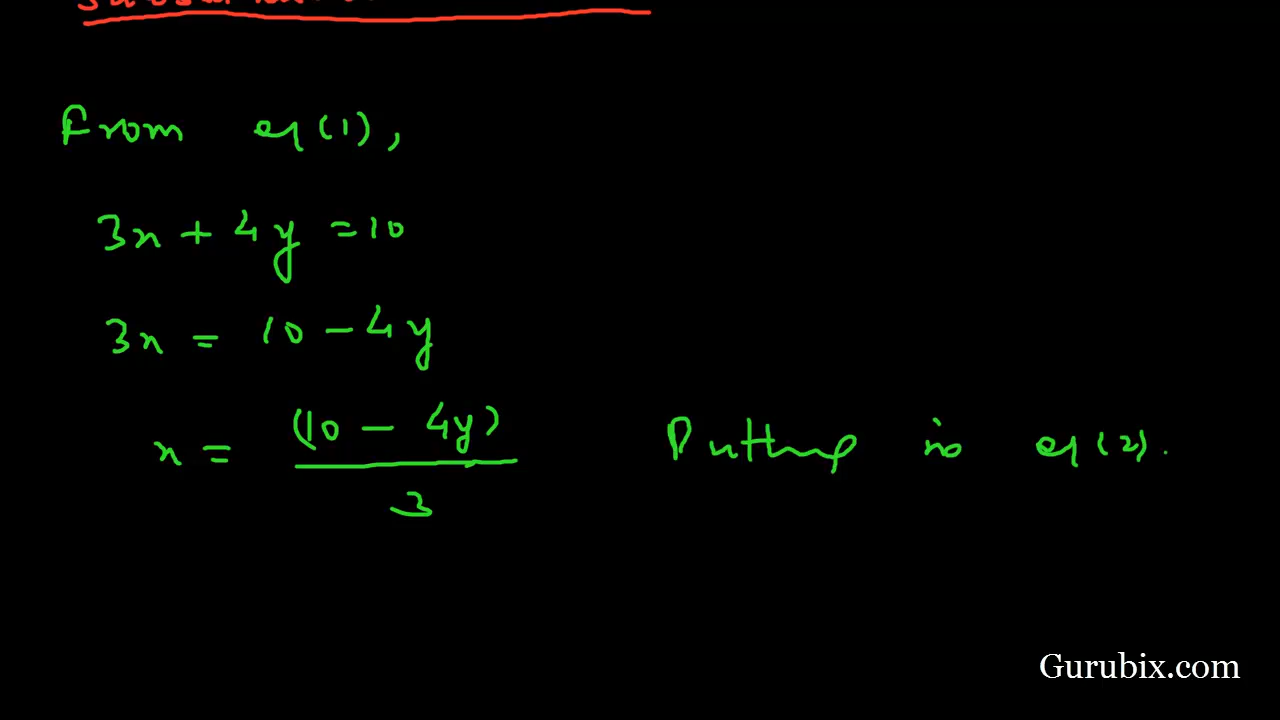 From eq (1),
3x + 4y = 10
3x = 10 - 4y
x = (10 - 4y) / 3 Putting in eq (2).
Gurubix.com